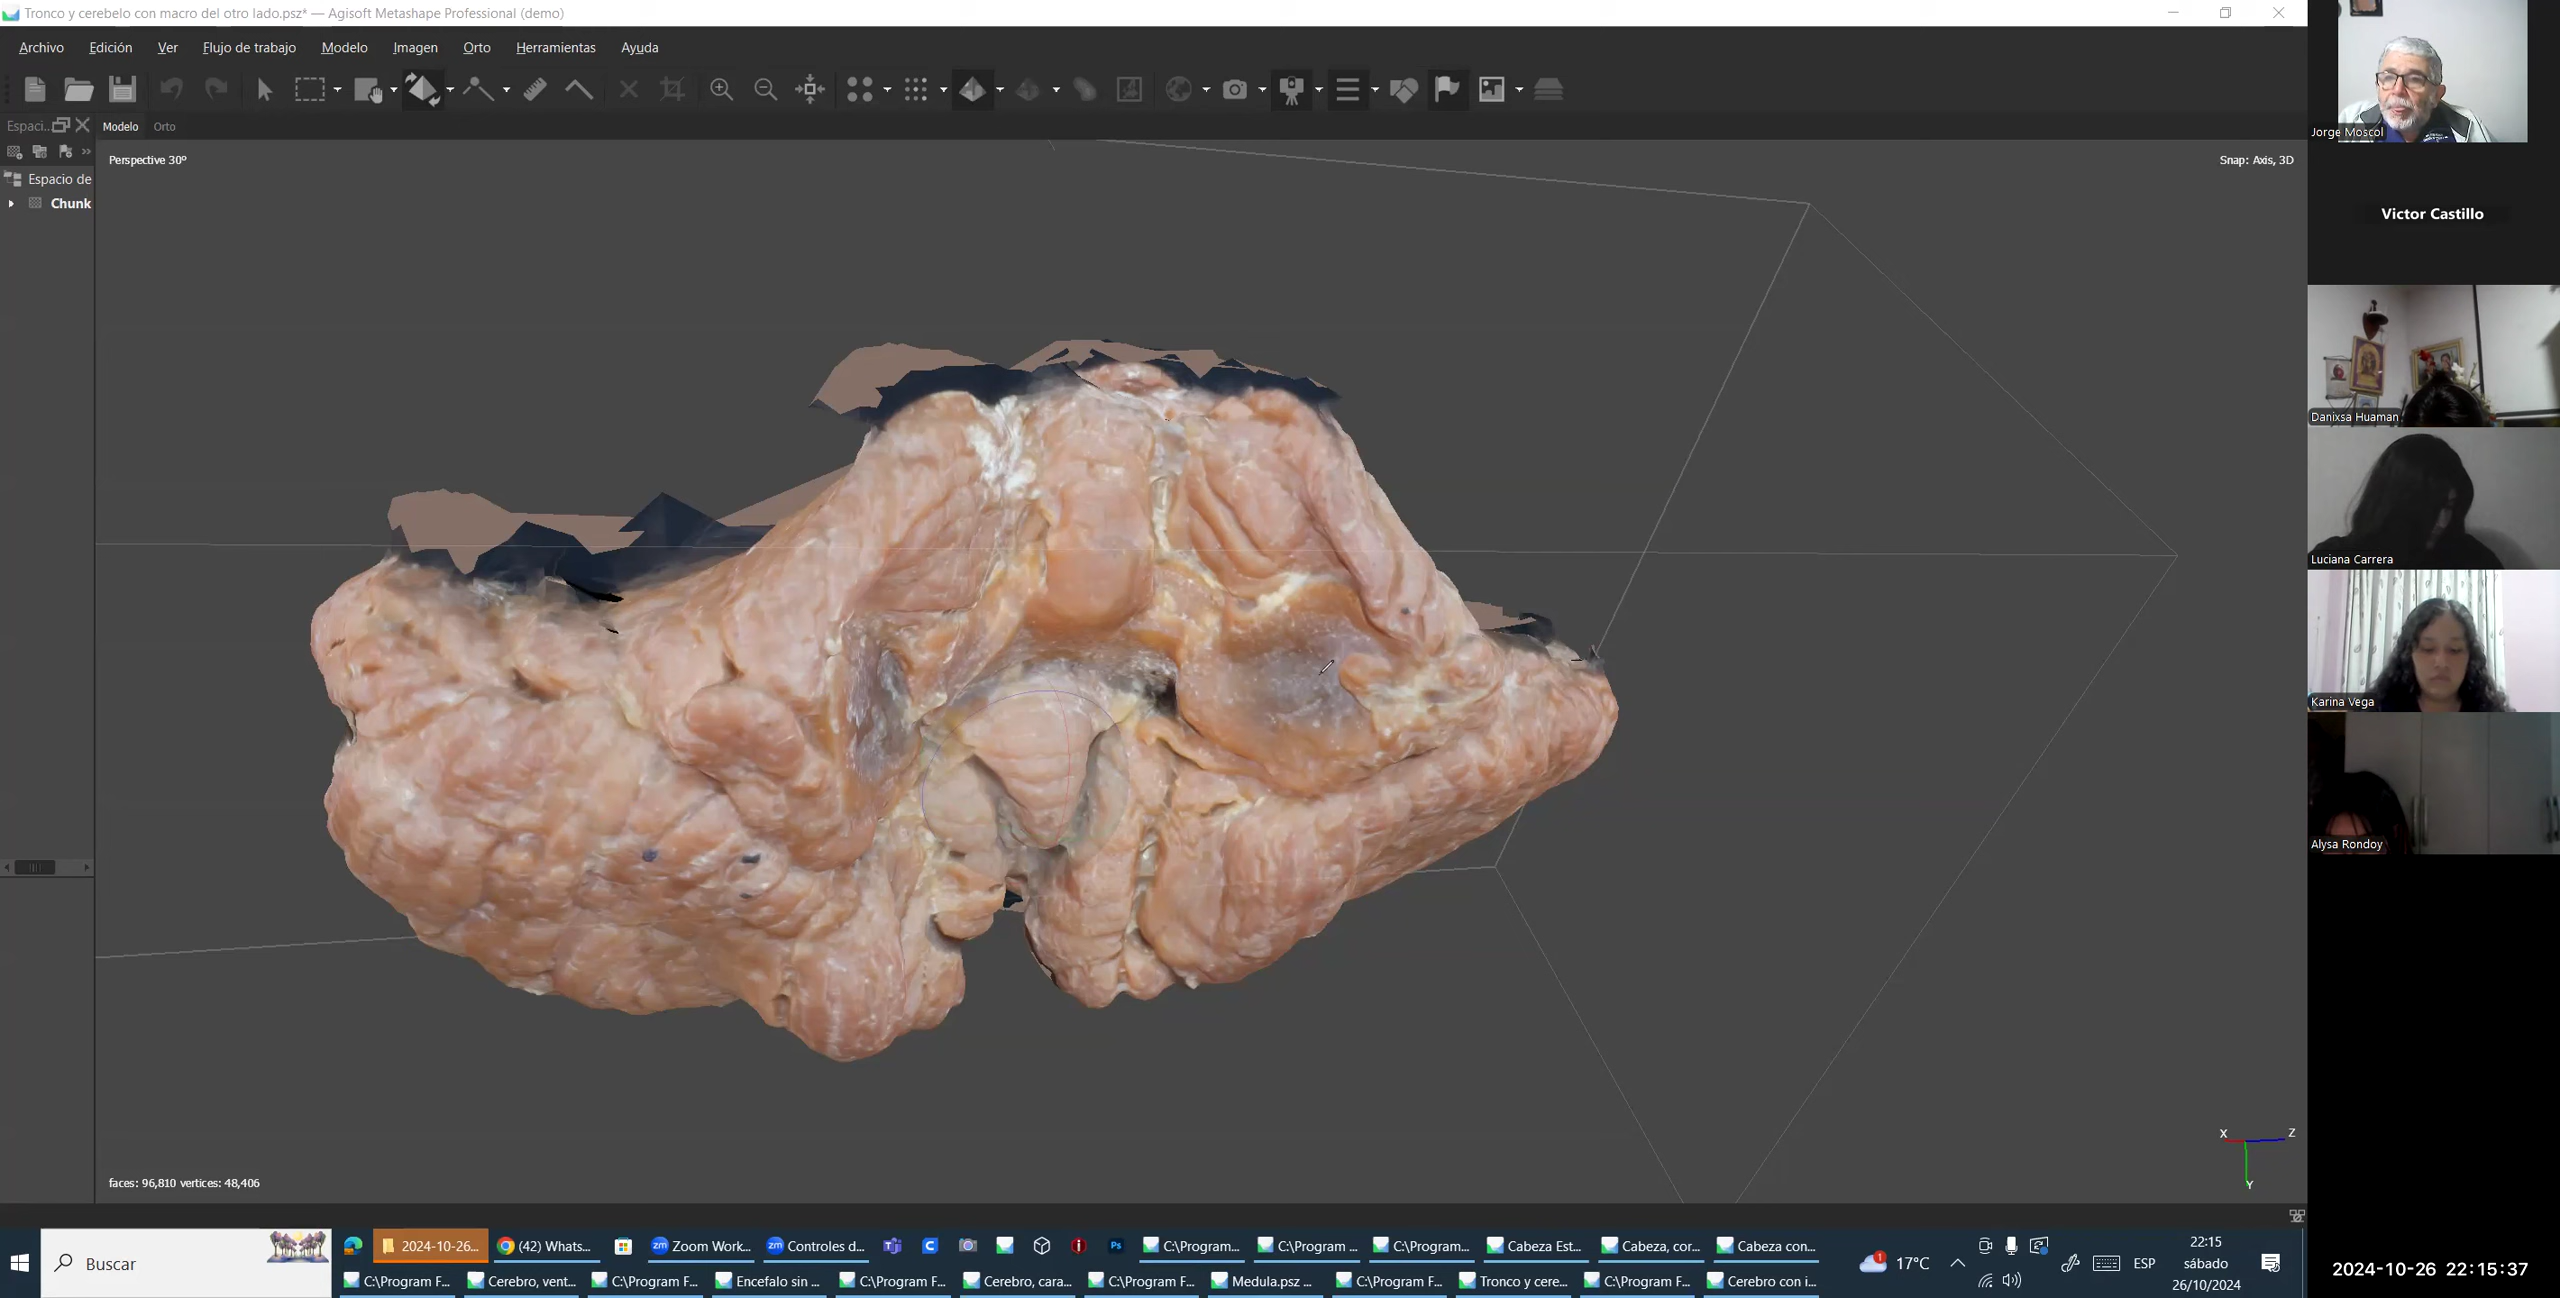 Tronco y cerebelo con macro del otro lado.psz* — Agisoft Metashape Professional (demo)
Archivo Edición Ver Flujo de trabajo Modelo Imagen Orto Herramientas Ayuda
Espaci...
Modelo Orto
Perspective 30°
Snap: Axis, 3D
Espacio de
Chunk
Jorge Moscol
Victor Castillo
Danixsa Huaman
Luciana Carrera
Karina Vega
Alysa Rondoy
X Z
Y
faces: 96,810 vertices: 48,406
Buscar
2024-10-26...
(42) Whats...
zm Zoom Work...
zm Controles d...
Ps
C:\Program...
C:\Program ...
C:\Program...
Cabeza Est...
Cabeza, cor...
Cabeza con...
C:\Program F...
Cerebro, vent...
C:\Program F...
Encefalo sin ...
C:\Program F...
Cerebro, cara...
C:\Program F...
Medula.psz ...
C:\Program F...
Tronco y cere...
C:\Program F...
Cerebro con i...
1
17°C
ESP
22:15
sábado
26/10/2024
2024-10-26 22:15:37